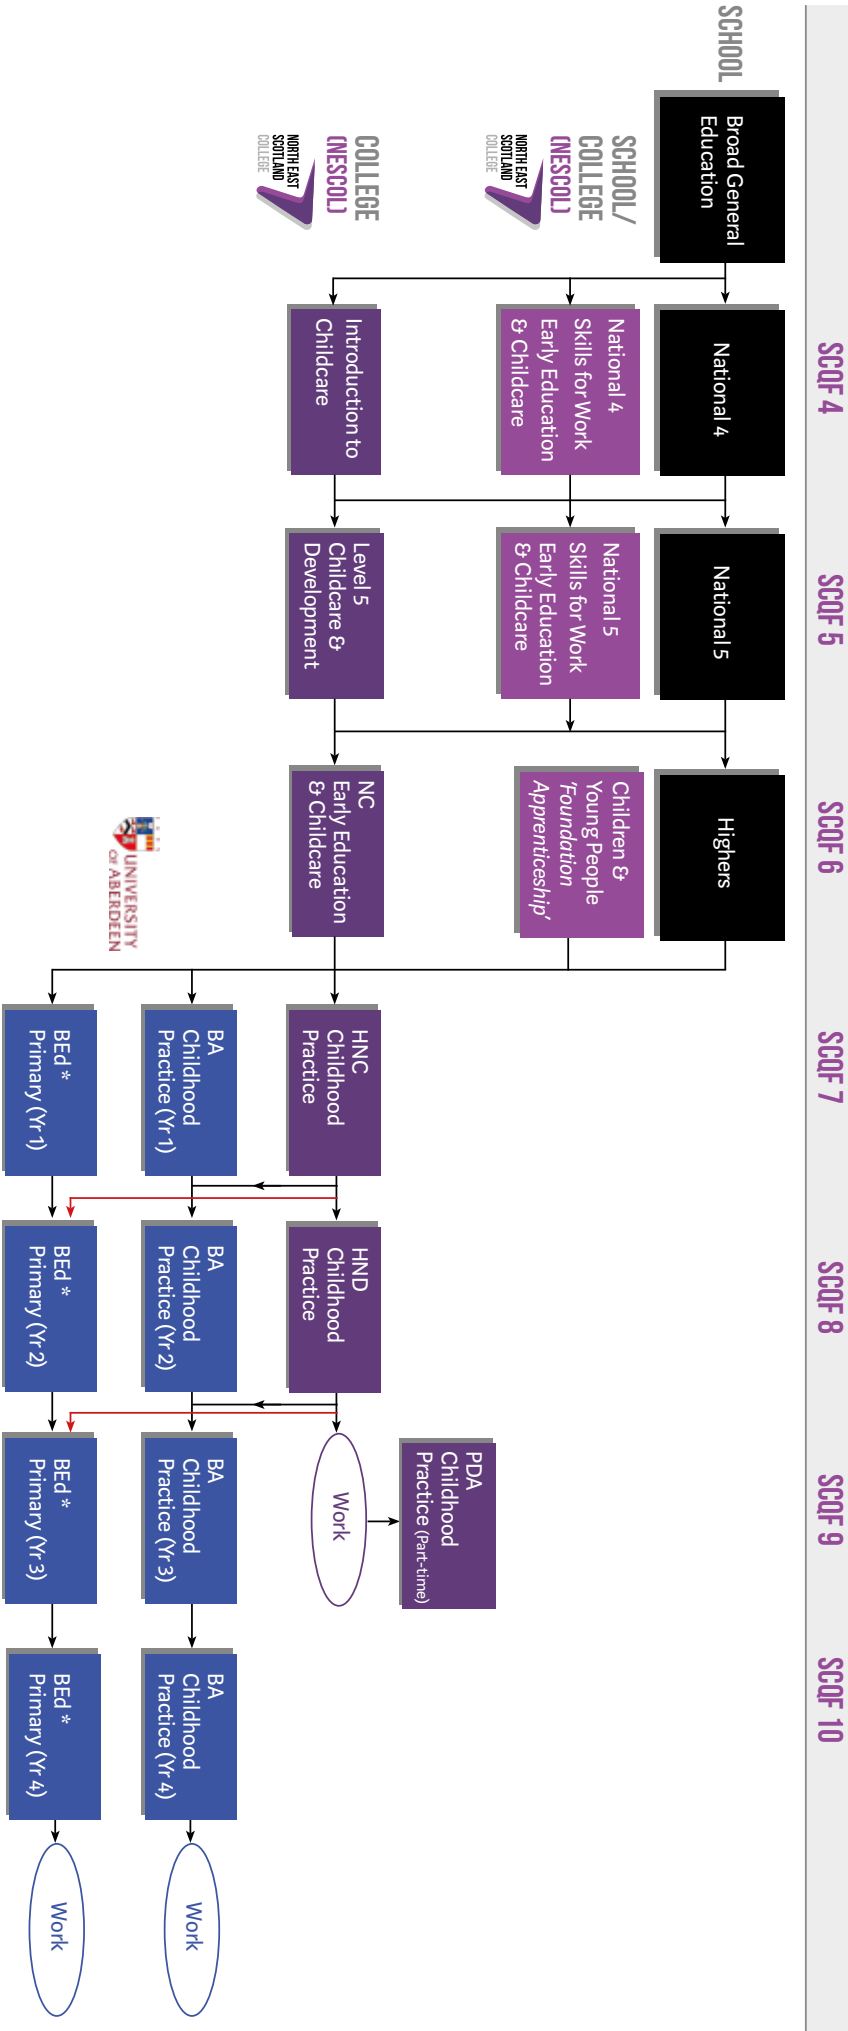 SCQF 4
SCQF 5
SCQF 6
SCQF 7
SCQF 8
SCQF 9
SCQF 10
SCHOOL
Broad General
Education
National 4
National 5
Highers
SCHOOL/
COLLEGE
(NESCOL)
NORTH EAST
SCOTLAND
COLLEGE
National 4
Skills for Work
Early Education
& Childcare
National 5
Skills for Work
Early Education
& Childcare
Children &
Young People
'Foundation
Apprenticeship'
PDA
Childhood
Practice (Part-time)
COLLEGE
(NESCOL)
NORTH EAST
SCOTLAND
COLLEGE
Introduction to
Childcare
Level 5
Childcare &
Development
NC
Early Education
& Childcare
HNC
Childhood
Practice
HND
Childhood
Practice
Work
UNIVERSITY
OF ABERDEEN
BA
Childhood
Practice (Yr 1)
BA
Childhood
Practice (Yr 2)
BA
Childhood
Practice (Yr 3)
BA
Childhood
Practice (Yr 4)
Work
BEd *
Primary (Yr 1)
BEd *
Primary (Yr 2)
BEd *
Primary (Yr 3)
BEd *
Primary (Yr 4)
Work